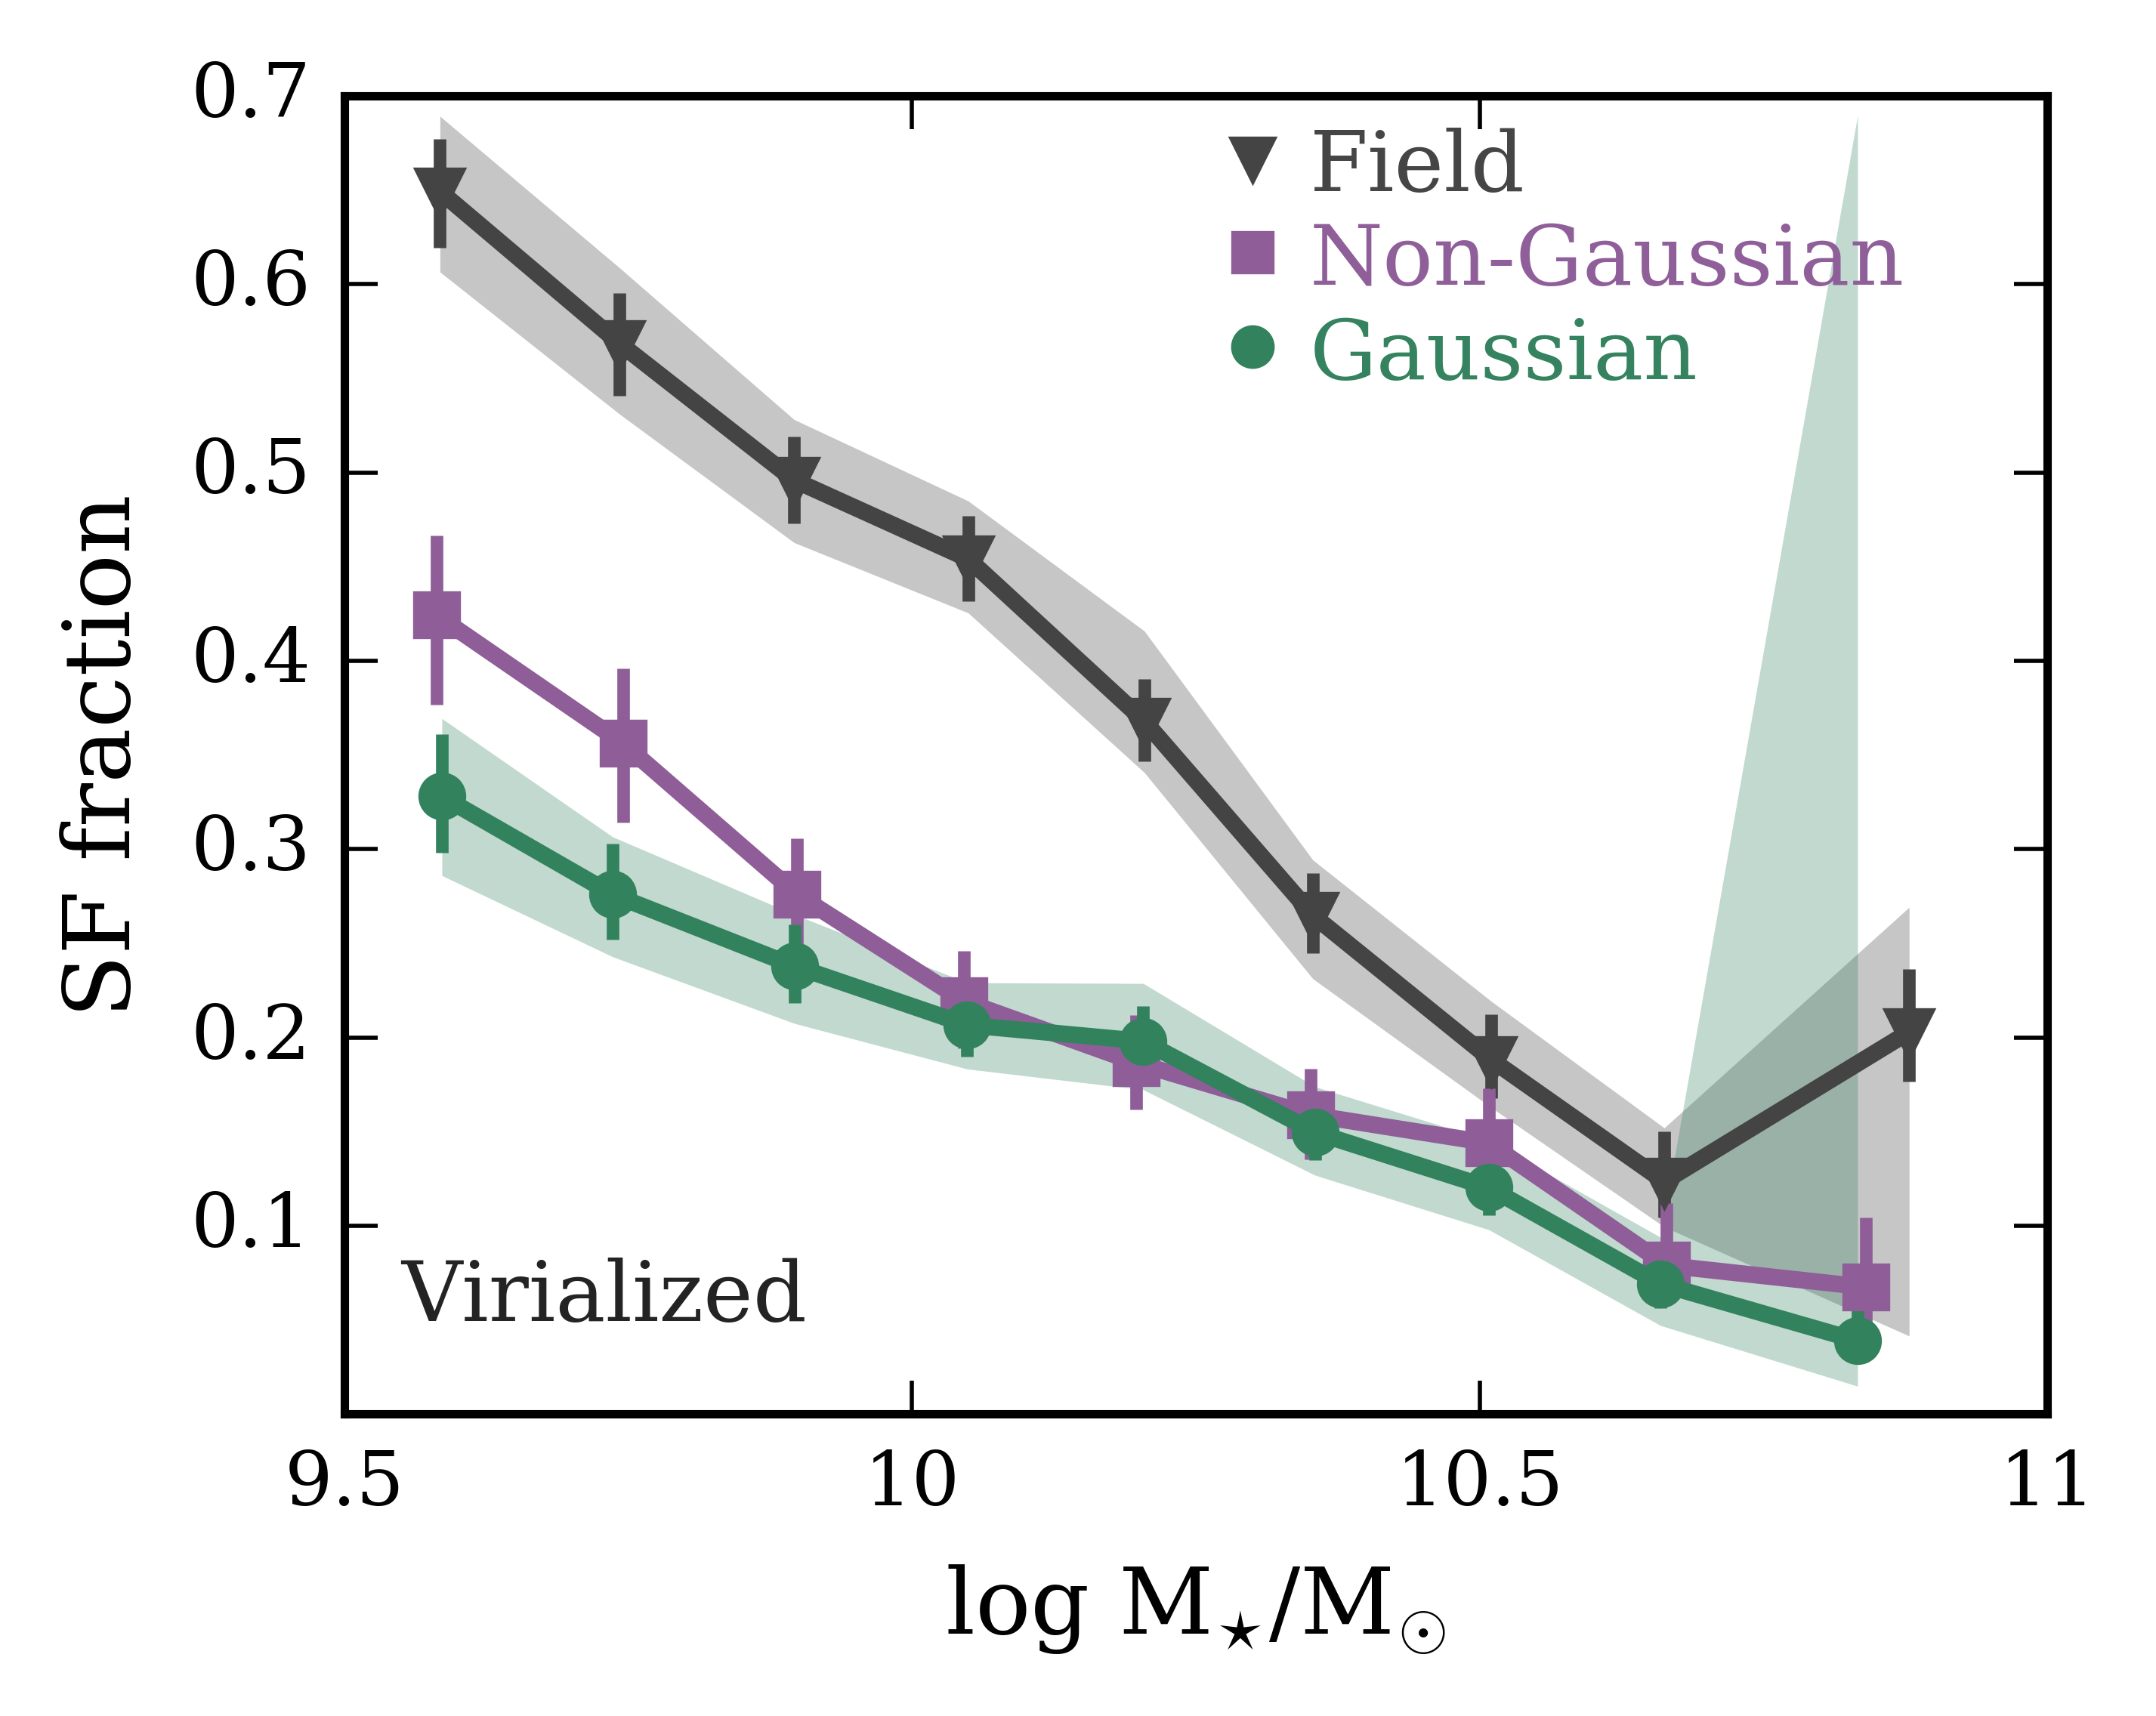 0.7
0.6
0.5
0.4
0.3
0.2
0.1
SF fraction
Field
Non-Gaussian
Gaussian
Virialized
9.5 10 10.5 11
log M⋆/M⊙